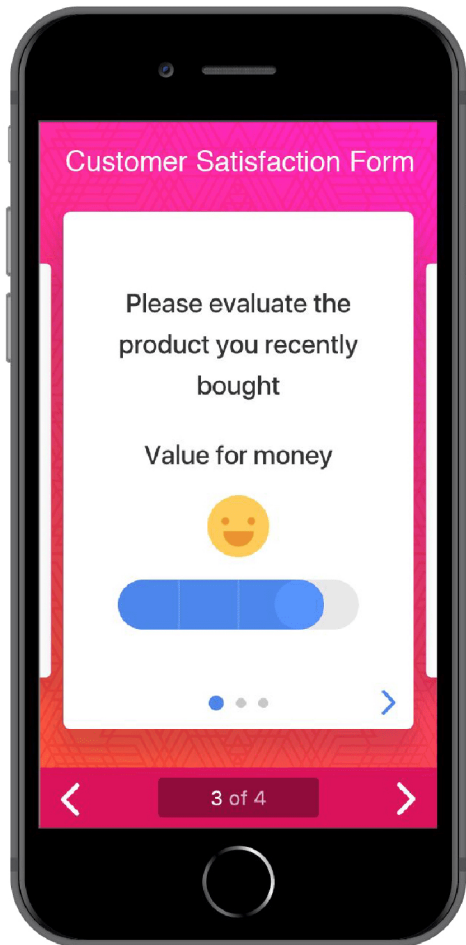 Customer Satisfaction Form
Please evaluate the
product you recently
bought
Value for money
3 of 4